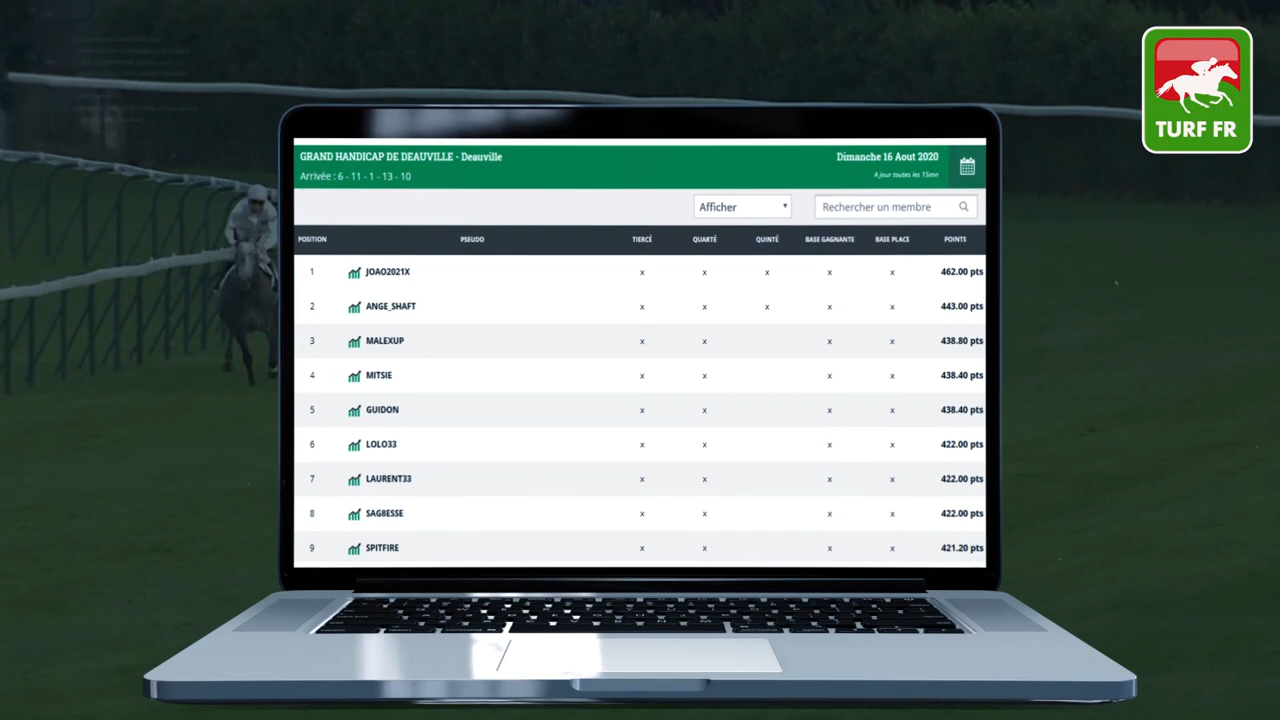 TURF FR
GRAND HANDICAP DE DEAUVILLE - Deauville
Dimanche 16 Aout 2020
Arrivée : 6 - 11 - 1 - 13 - 10
A jour toutes les 15mn
Afficher
Rechercher un membre
POSITION PSEUDO TIERCÉ QUARTÉ QUINTÉ BASE GAGNANTE BASE PLACE POINTS
1 JOAO2021X x x x x x 462.00 pts
2 ANGE_SHAFT x x x x x 443.00 pts
3 MALEXUP x x x x 438.80 pts
4 MITSIE x x x x 438.40 pts
5 GUIDON x x x x 438.40 pts
6 LOLO33 x x x x 422.00 pts
7 LAURENT33 x x x x 422.00 pts
8 SAG8ESSE x x x x 422.00 pts
9 SPITFIRE x x x x 421.20 pts